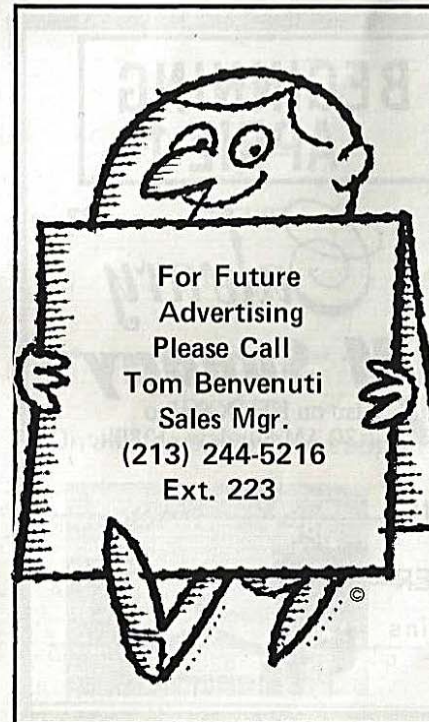 For Future
Advertising
Please Call
Tom Benvenuti
Sales Mgr.
(213) 244-5216
Ext. 223
©